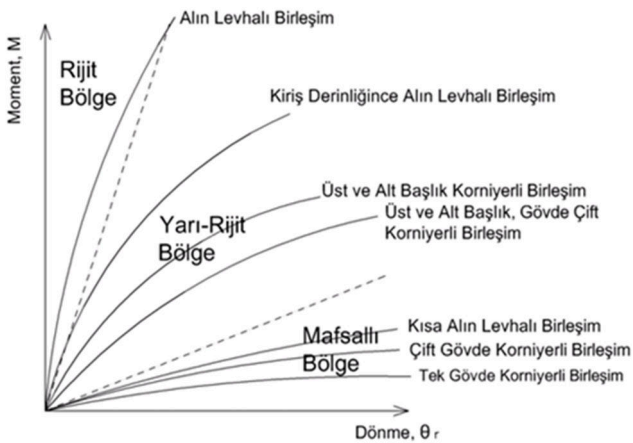 Alın Levhalı Birleşim
Moment, M
Rijit
Bölge
Kiriş Derinliğince Alın Levhalı Birleşim
Üst ve Alt Başlık Korniyerli Birleşim
Üst ve Alt Başlık, Gövde Çift
Korniyerli Birleşim
Yarı-Rijit
Bölge
Kısa Alın Levhalı Birleşim
Mafsallı
Bölge
Çift Gövde Korniyerli Birleşim
Tek Gövde Korniyerli Birleşim
Dönme, θ r